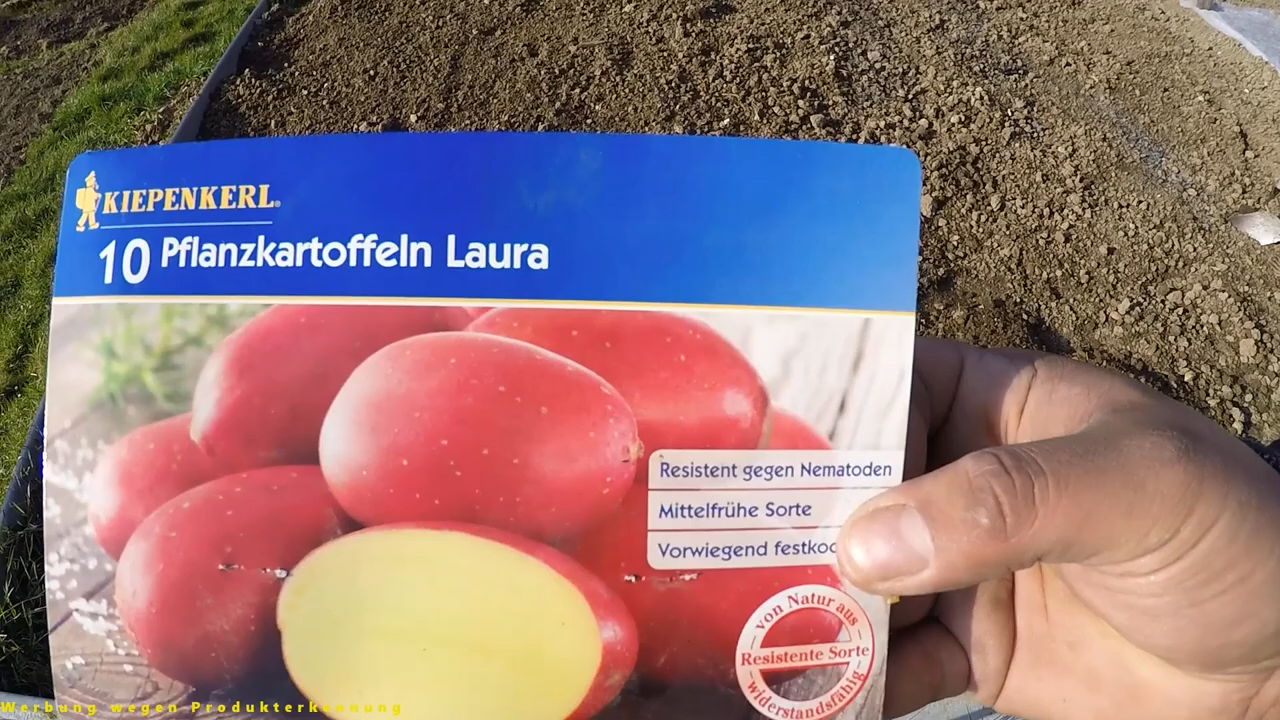 KIEPENKERL
10 Pflanzkartoffeln Laura
Resistent gegen Nematoden
Mittelfrühe Sorte
Vorwiegend
von Natur aus
Resistente Sorte
widerstandsfähig
Werbung wegen Produkterkennung